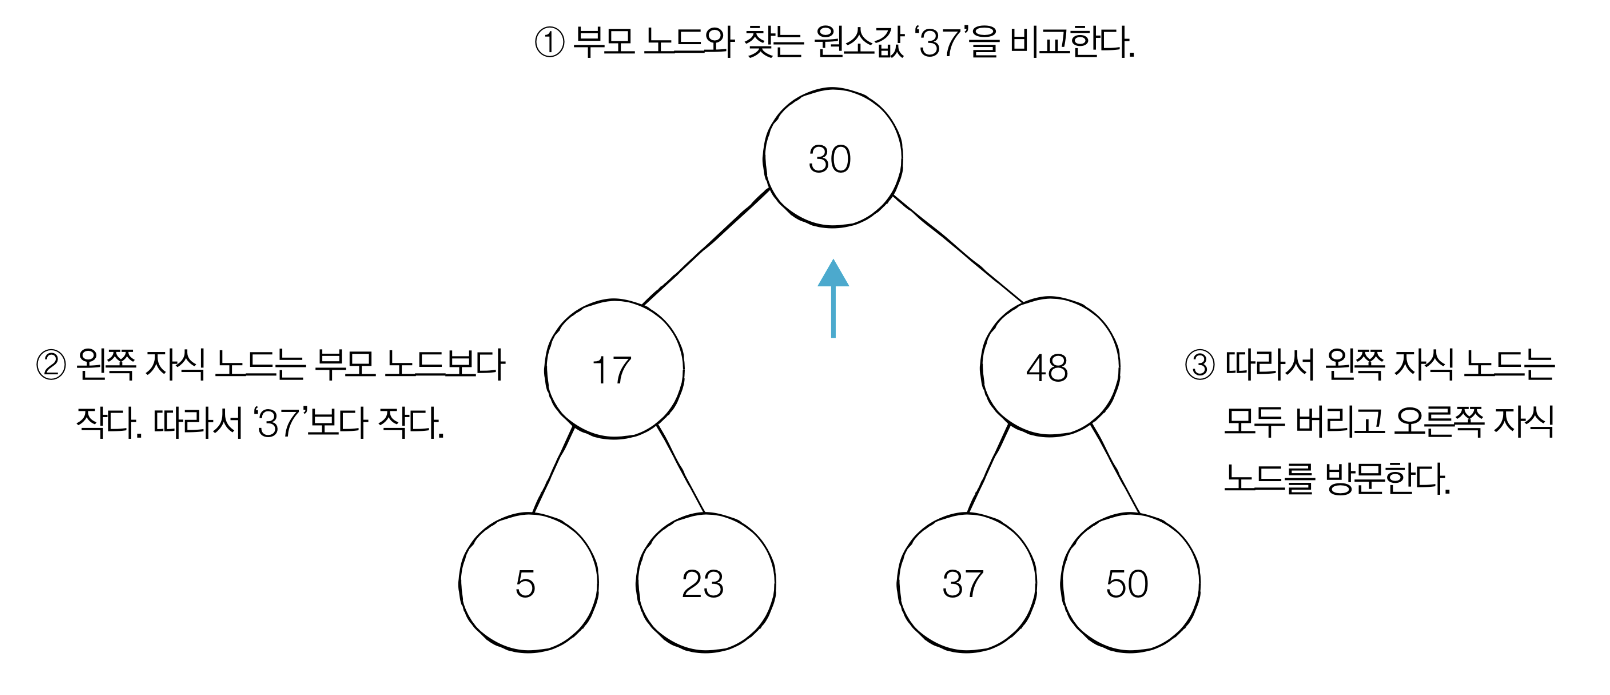 ① 부모 노드와 찾는 원소값 ‘37’을 비교한다.
30
17
48
② 왼쪽 자식 노드는 부모 노드보다
작다. 따라서 ‘37’보다 작다.
③ 따라서 왼쪽 자식 노드는
모두 버리고 오른쪽 자식
노드를 방문한다.
5
23
37
50